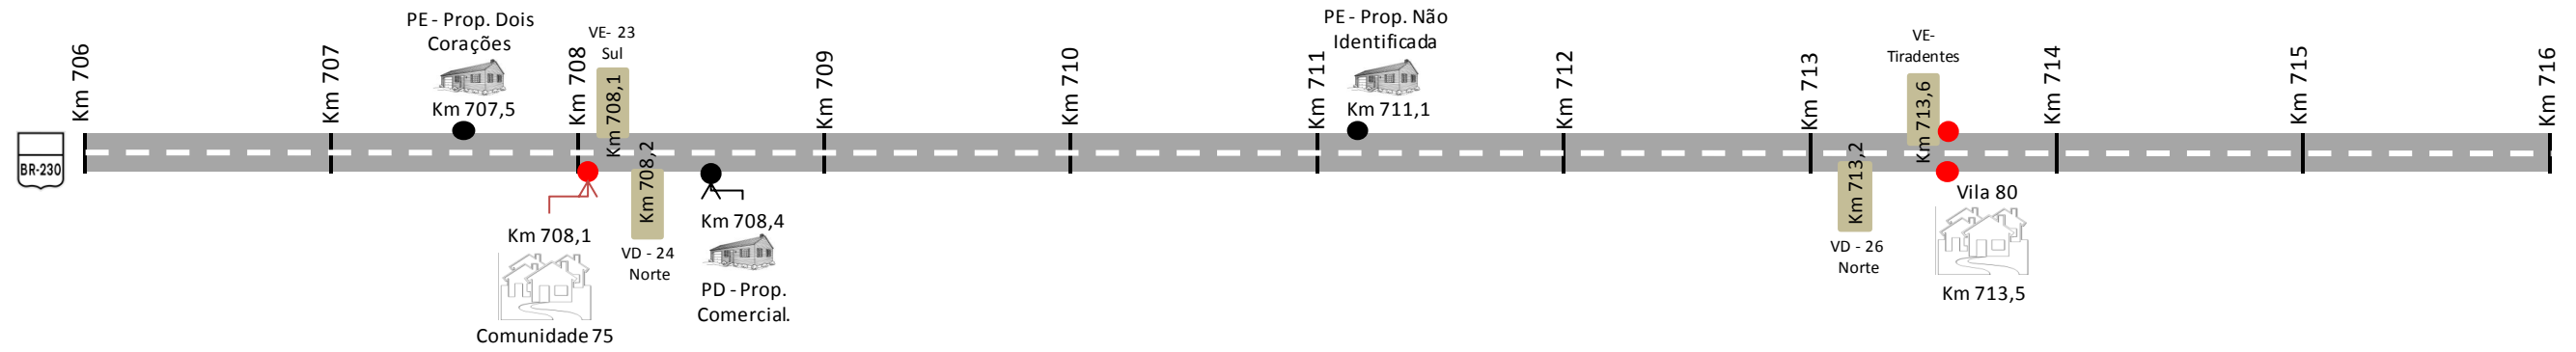 PE - Prop. Dois
Corações
Km 707,5
VE- 23
Sul
Km 708,1
PE - Prop. Não
Identificada
Km 711,1
VE-
Tiradentes
Km 713,6
Km 706
Km 707
Km 708
Km 709
Km 710
Km 711
Km 712
Km 713
Km 714
Km 715
Km 716
BR-230
Km 708,1
Comunidade 75
Km 708,2
VD - 24
Norte
Km 708,4
PD - Prop.
Comercial.
Km 713,2
VD - 26
Norte
Vila 80
Km 713,5